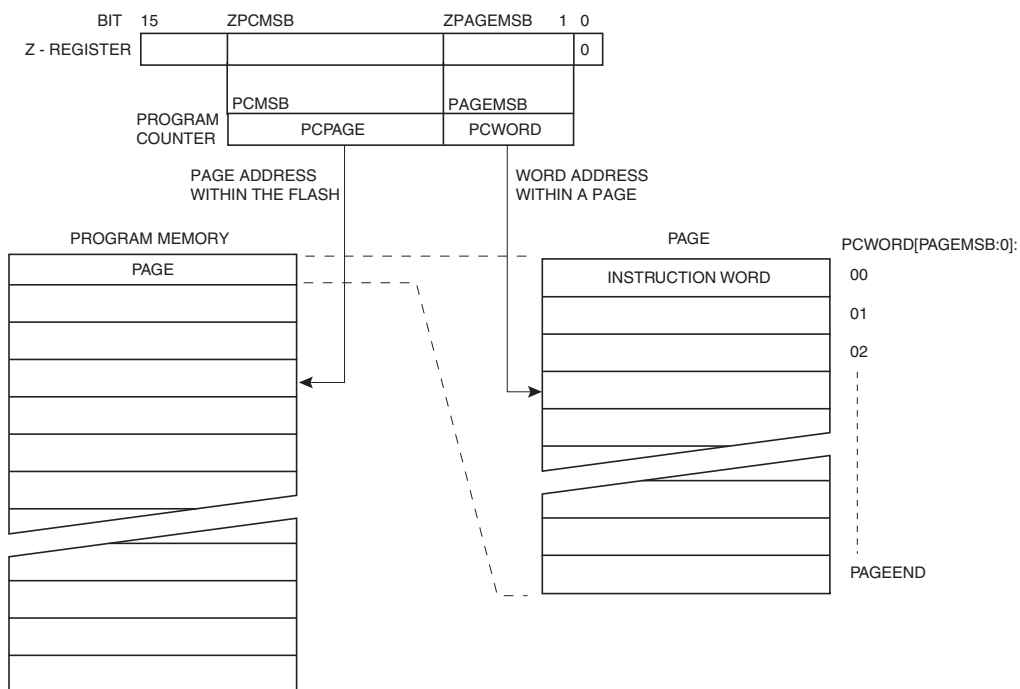 BIT 15 ZPCMSB ZPAGEMSB 1 0
Z - REGISTER 0
PCMSB PAGEMSB
PROGRAM
COUNTER
PCPAGE PCWORD
PAGE ADDRESS
WITHIN THE FLASH
WORD ADDRESS
WITHIN A PAGE
PROGRAM MEMORY
PAGE
PAGE
PCWORD[PAGEMSB:0]:
INSTRUCTION WORD
00
01
02
PAGEEND